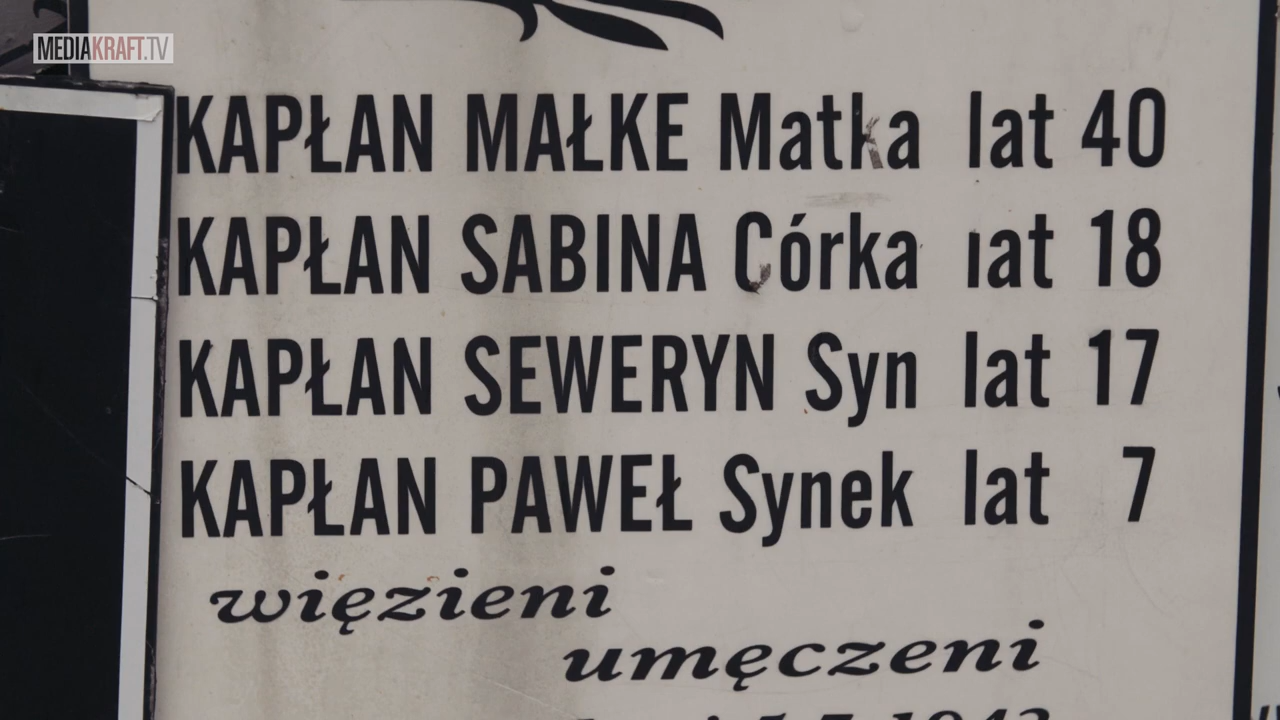 MEDIAKRAFT.TV
KAPŁAN MAŁKE Matka lat 40
KAPŁAN SABINA Córka lat 18
KAPŁAN SEWERYN Syn lat 17
KAPŁAN PAWEŁ Synek lat 7
więzieni
umęczeni